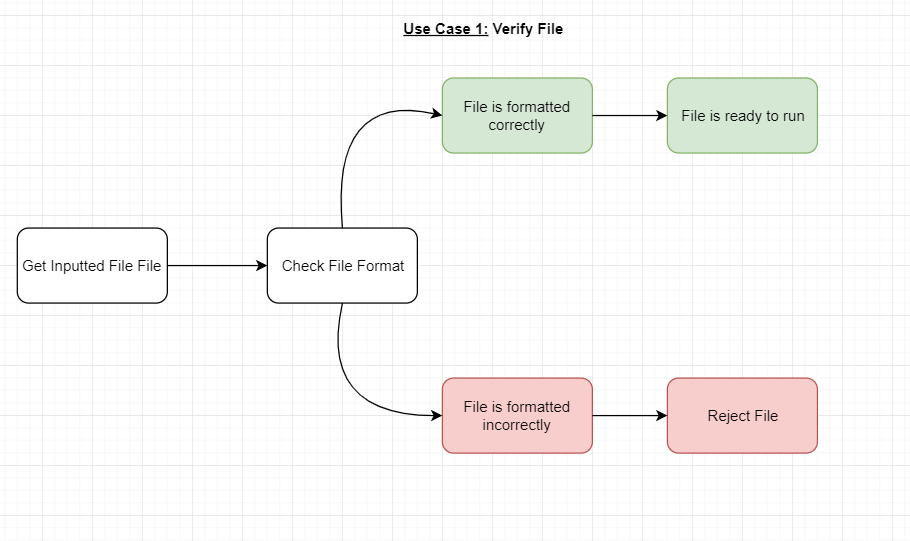 Use Case 1: Verify File
File is formatted
correctly
File is ready to run
Get Inputted File File
Check File Format
File is formatted
incorrectly
Reject File